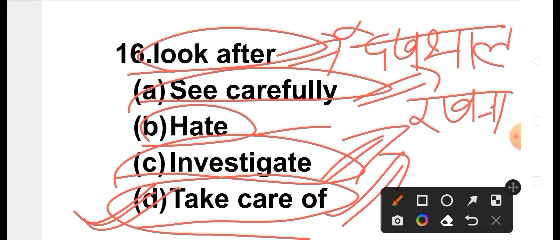 16.look after
(a)See carefully
(b)Hate
(c)Investigate
(d)Take care of
देखभाल
रखना